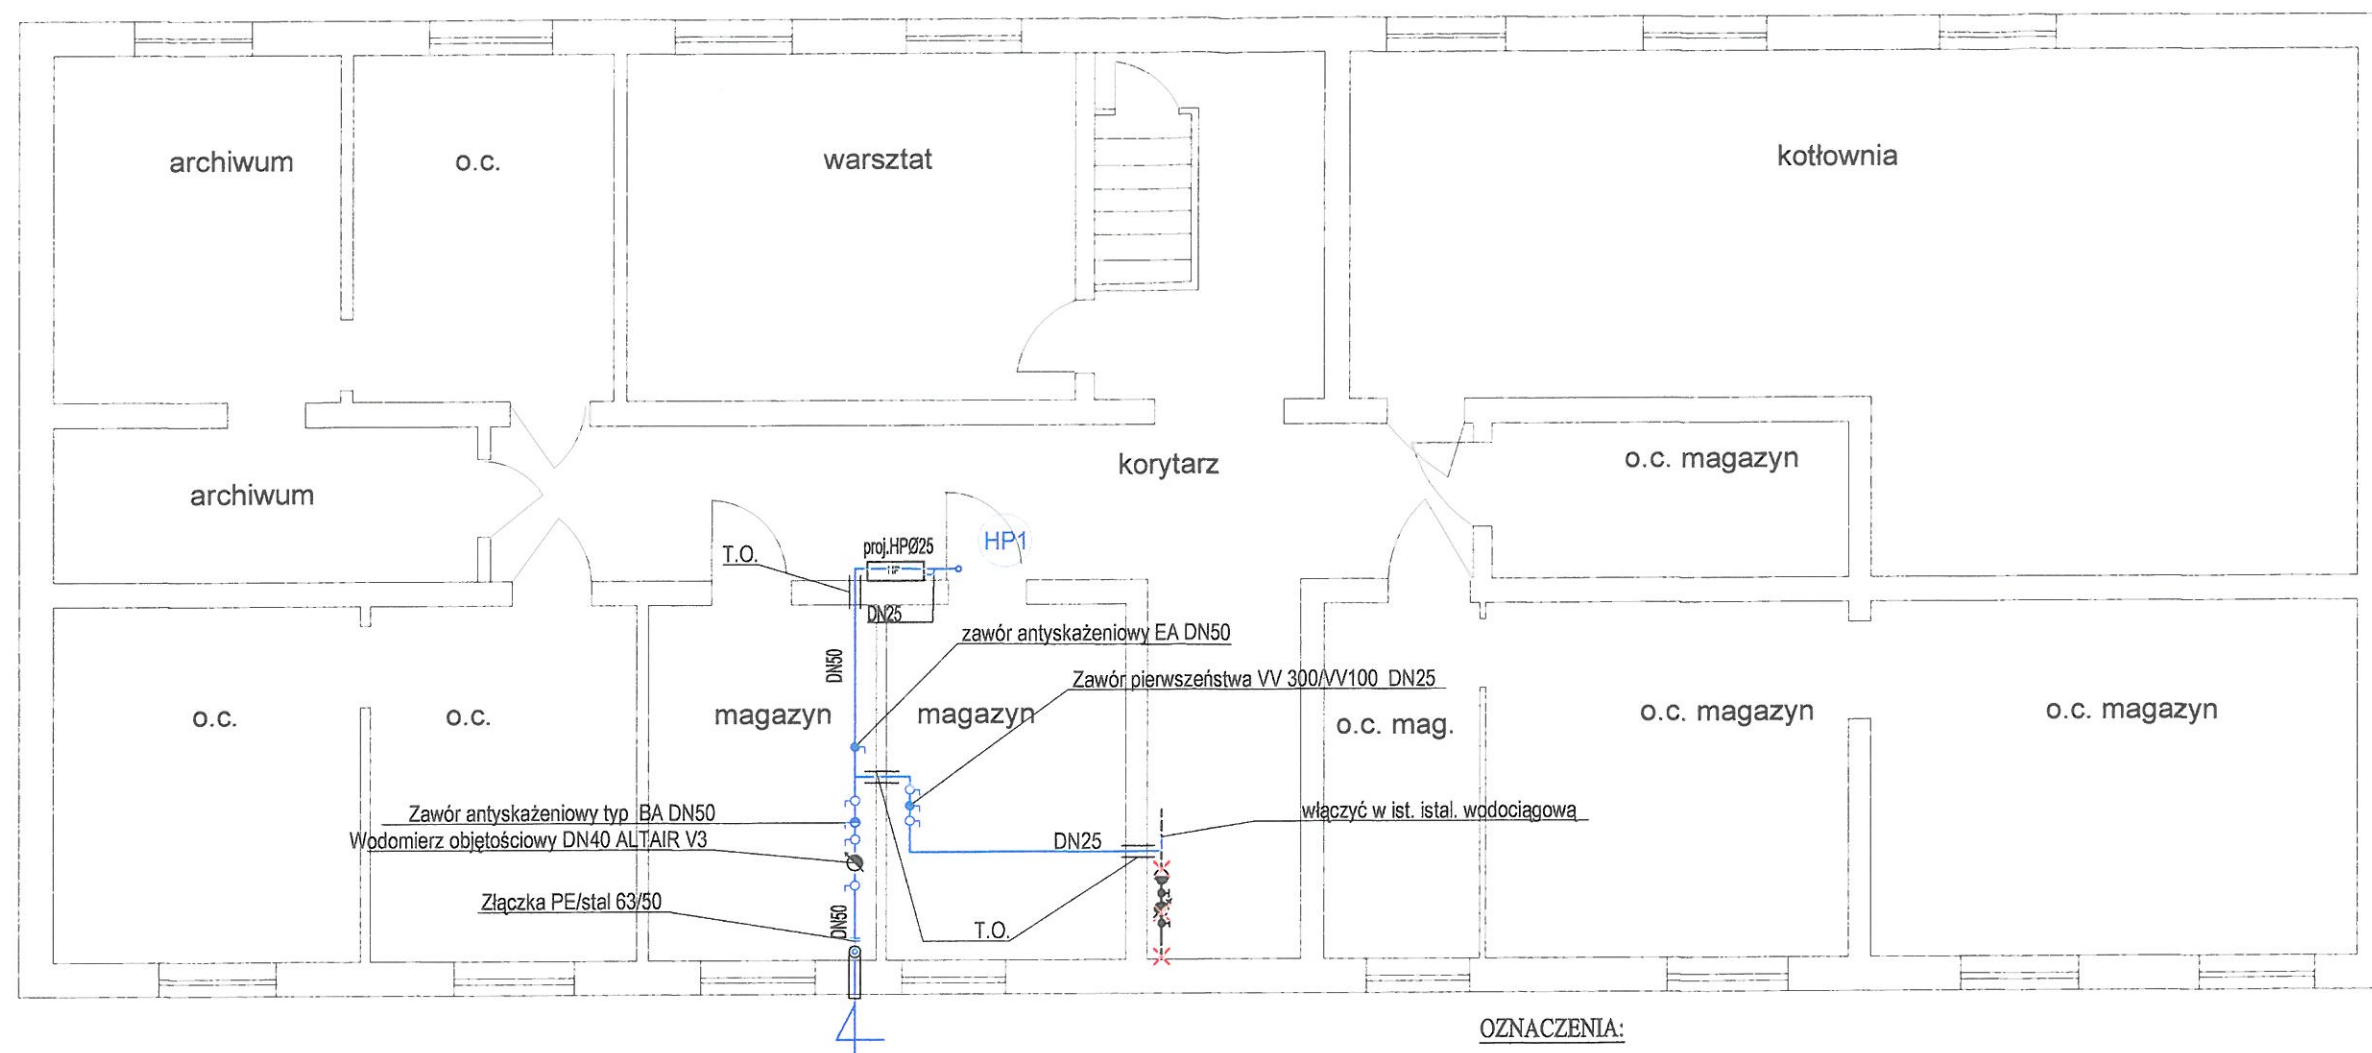 archiwum
o.c.
warsztat
kotłownia
archiwum
korytarz
o.c. magazyn
T.O.
proj.HPØ25
HP1
HP
DN25
DN50
zawór antyskażeniowy EA DN50
Zawór pierwszeństwa VV 300/VV100 DN25
o.c.
o.c.
magazyn
magazyn
o.c. mag.
o.c. magazyn
o.c. magazyn
Zawór antyskażeniowy typ BA DN50
Wodomierz objętościowy DN40 ALTAIR V3
włączyć w ist. istal. wodociągową
DN25
Złączka PE/stal 63/50
DN50
T.O.
OZNACZENIA: